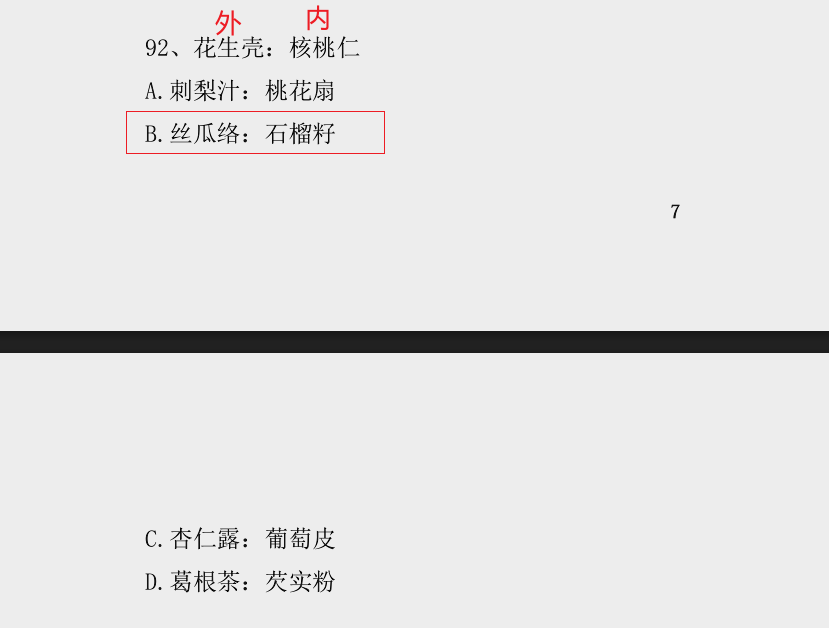 外 内
92、花生壳：核桃仁
A.刺梨汁：桃花扇
B.丝瓜络：石榴籽
7
C.杏仁露：葡萄皮
D.葛根茶：芡实粉